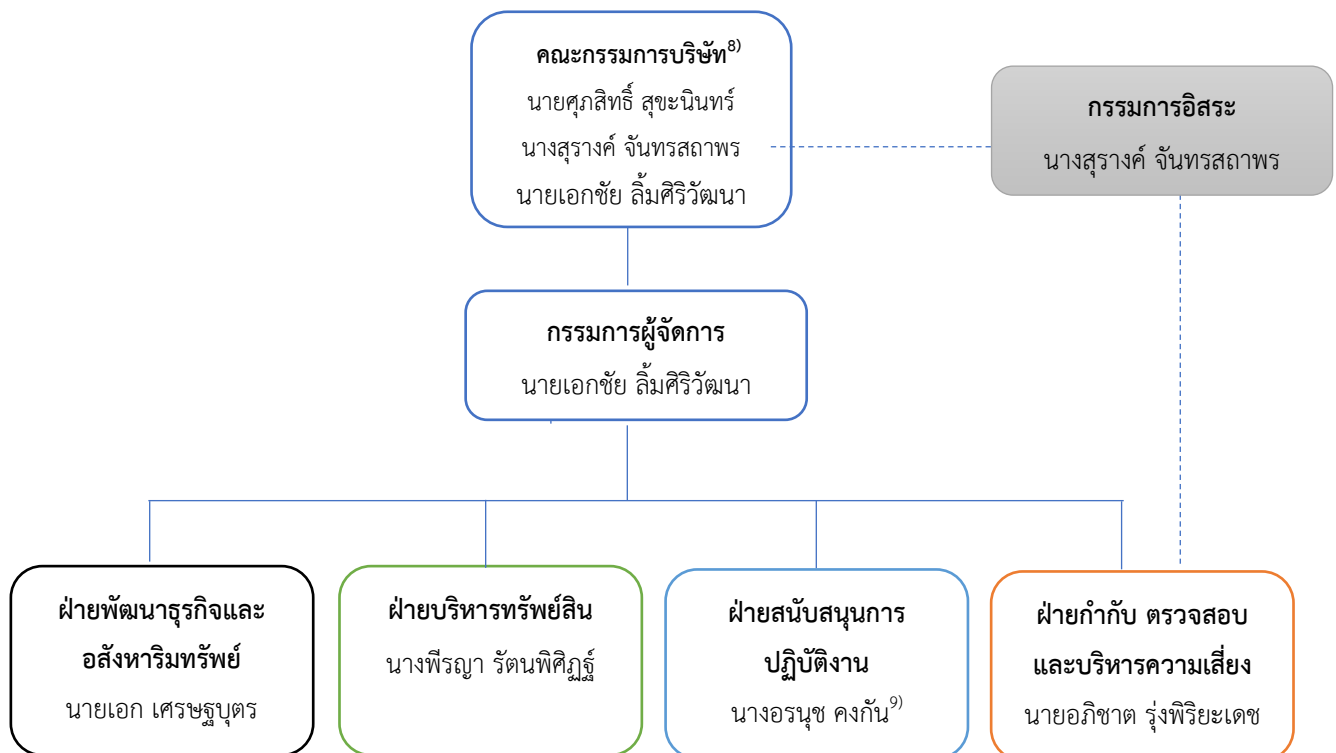 คณะกรรมการบริษัท8)
นายศุภสิทธิ์ สุขะนินทร์
นางสุรางค์ จันทรสถาพร
นายเอกชัย ลิ้มศิริวัฒนา
กรรมการอิสระ
นางสุรางค์ จันทรสถาพร
กรรมการผู้จัดการ
นายเอกชัย ลิ้มศิริวัฒนา
ฝ่ายพัฒนาธุรกิจและ
อสังหาริมทรัพย์
นายเอก เศรษฐบุตร
ฝ่ายบริหารทรัพย์สิน
นางพีรญา รัตนพิศิฏฐ์
ฝ่ายสนับสนุนการ
ปฏิบัติงาน
นางอรนุช คงกัน9)
ฝ่ายกำกับ ตรวจสอบ
และบริหารความเสี่ยง
นายอภิชาต รุ่งพิริยะเดช